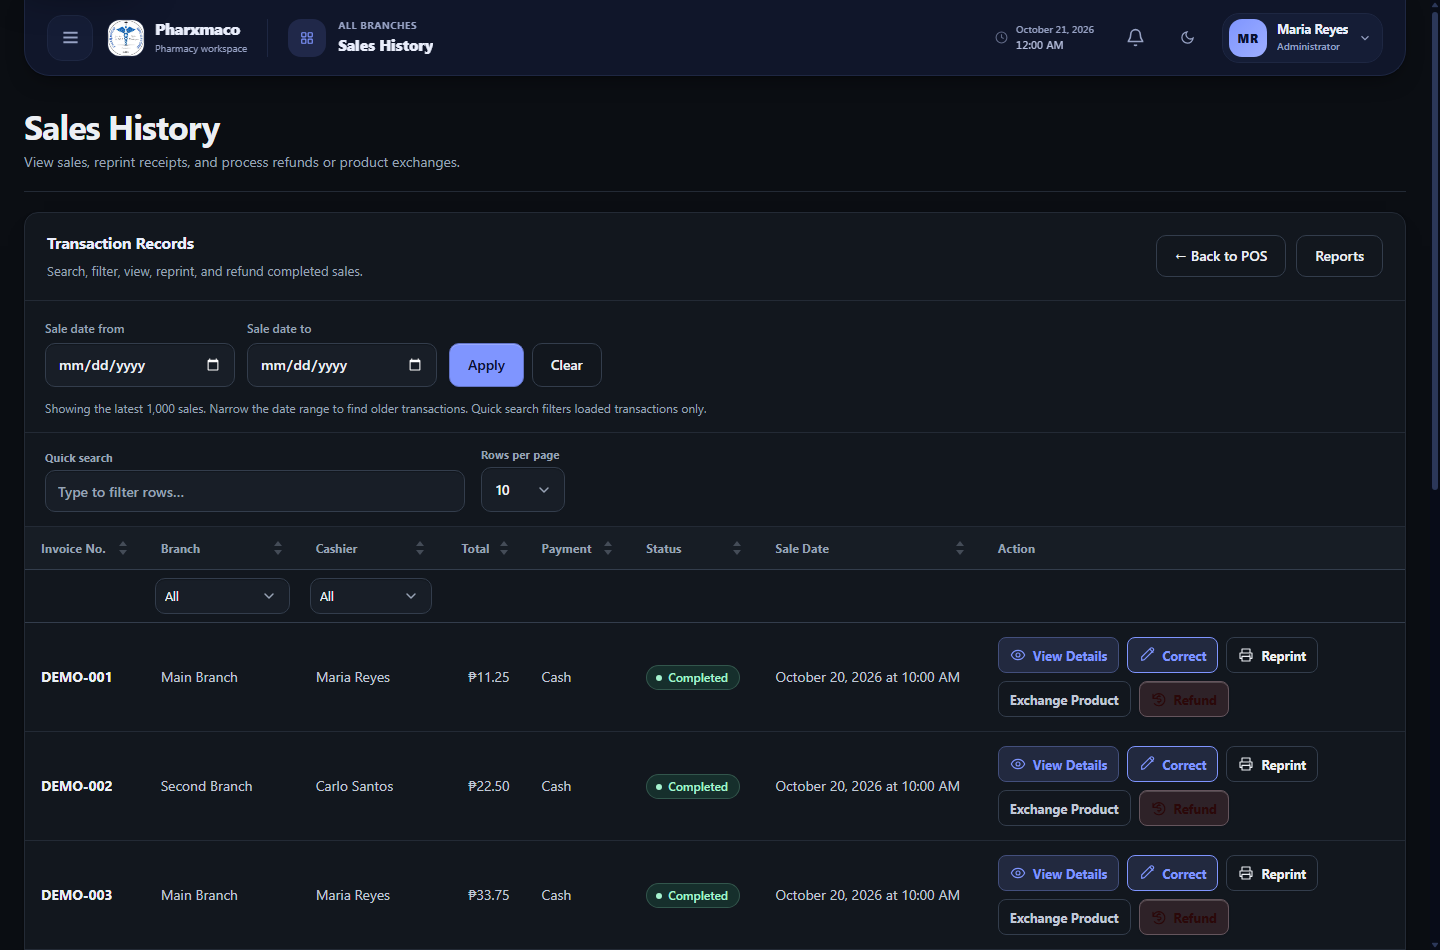 Pharxmaco
Pharmacy workspace
ALL BRANCHES
Sales History
October 21, 2026
12:00 AM
MR
Maria Reyes
Administrator
Sales History
View sales, reprint receipts, and process refunds or product exchanges.
Transaction Records
Search, filter, view, reprint, and refund completed sales.
← Back to POS
Reports
Sale date from
Sale date to
mm/dd/yyyy
mm/dd/yyyy
Apply
Clear
Showing the latest 1,000 sales. Narrow the date range to find older transactions. Quick search filters loaded transactions only.
Quick search
Rows per page
Type to filter rows...
10
Invoice No. Branch Cashier Total Payment Status Sale Date Action
All All
DEMO-001 Main Branch Maria Reyes ₱11.25 Cash Completed October 20, 2026 at 10:00 AM View Details Correct Reprint
Exchange Product Refund
DEMO-002 Second Branch Carlo Santos ₱22.50 Cash Completed October 20, 2026 at 10:00 AM View Details Correct Reprint
Exchange Product Refund
DEMO-003 Main Branch Maria Reyes ₱33.75 Cash Completed October 20, 2026 at 10:00 AM View Details Correct Reprint
Exchange Product Refund